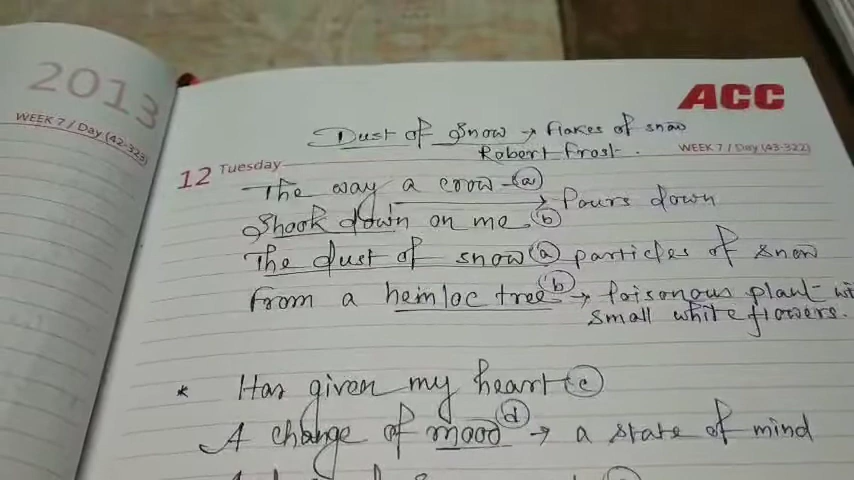 2013
WEEK 7 / Day (42-323)
ACC
Dust of Snow → flakes of snow
Robert Frost.
WEEK 7 / Day (43-322)
12 Tuesday
The way a crow - (a)
→ Pours down
Shook down on me (b)
The dust of snow (a) particles of snow
From a hemloc tree (b) → Poisonous plant wi
small white flowers.
* Has given my heart (c)
A change of mood (d) → a state of mind